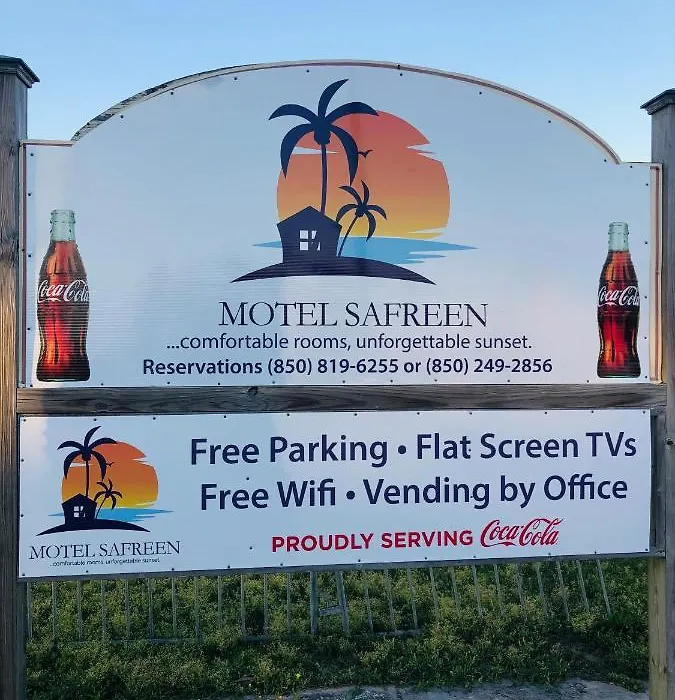 Coca-Cola
Coca-Cola
MOTEL SAFREEN
...comfortable rooms, unforgettable sunset.
Reservations (850) 819-6255 or (850) 249-2856
Free Parking • Flat Screen TVs
Free Wifi • Vending by Office
PROUDLY SERVING Coca-Cola
MOTEL SAFREEN
...comfortable rooms, unforgettable sunset.